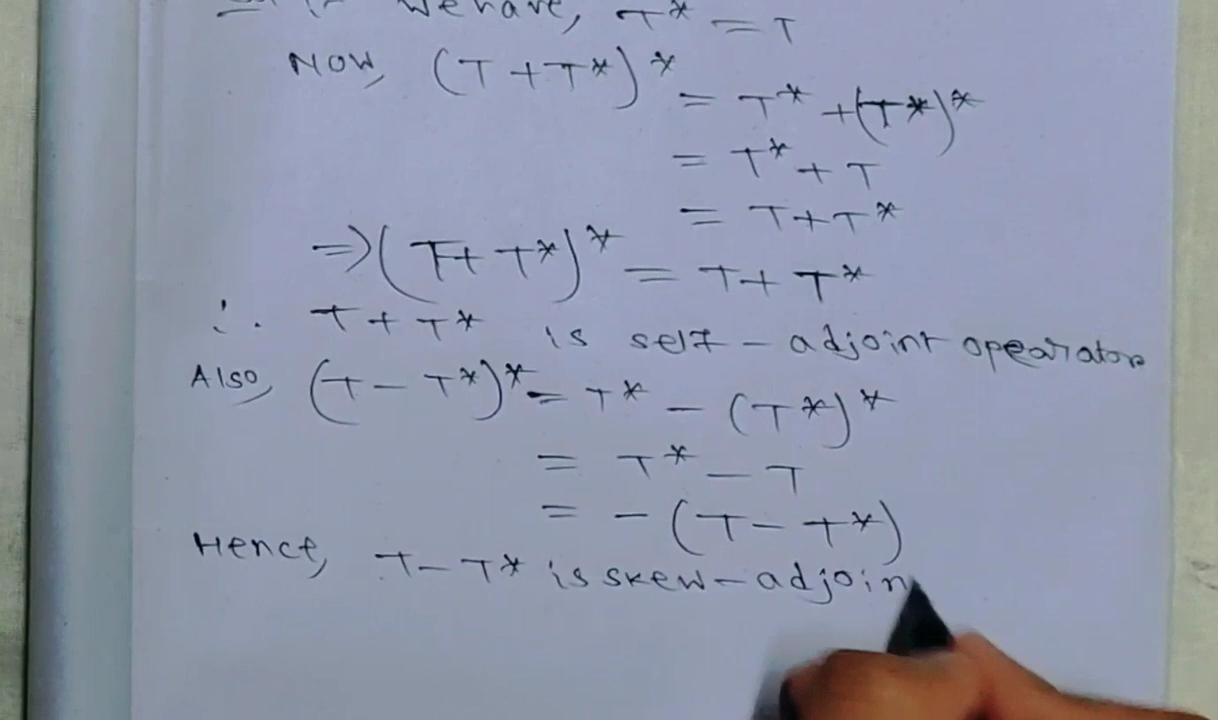 We have, T* = T
Now, (T + T*)* = T* + (T*)*
= T* + T
= T + T*
=> (T + T*)* = T + T*
∴ T + T* is self - adjoint opearator
Also, (T - T*)* = T* - (T*)*
= T* - T
= - (T - T*)
Hence, T - T* is skew - adjoin